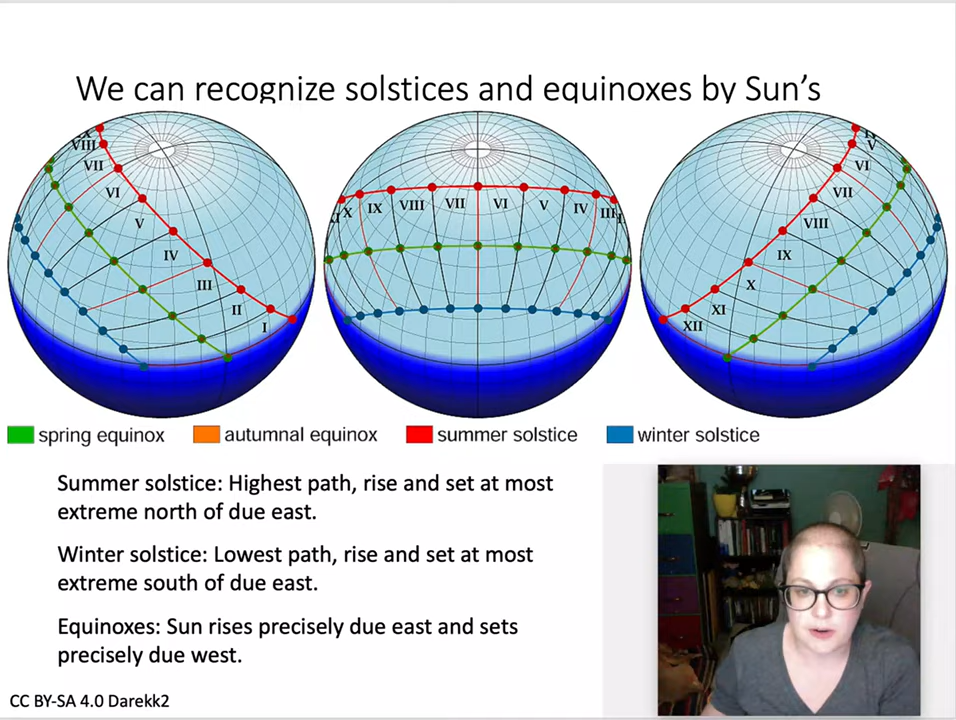 We can recognize solstices and equinoxes by Sun's
VIII VII VI V IV III II I
X IX VIII VII VI V IV III
V VI VII VIII IX X XI XII
spring equinox autumnal equinox summer solstice winter solstice
Summer solstice: Highest path, rise and set at most
extreme north of due east.
Winter solstice: Lowest path, rise and set at most
extreme south of due east.
Equinoxes: Sun rises precisely due east and sets
precisely due west.
CC BY-SA 4.0 Darekk2